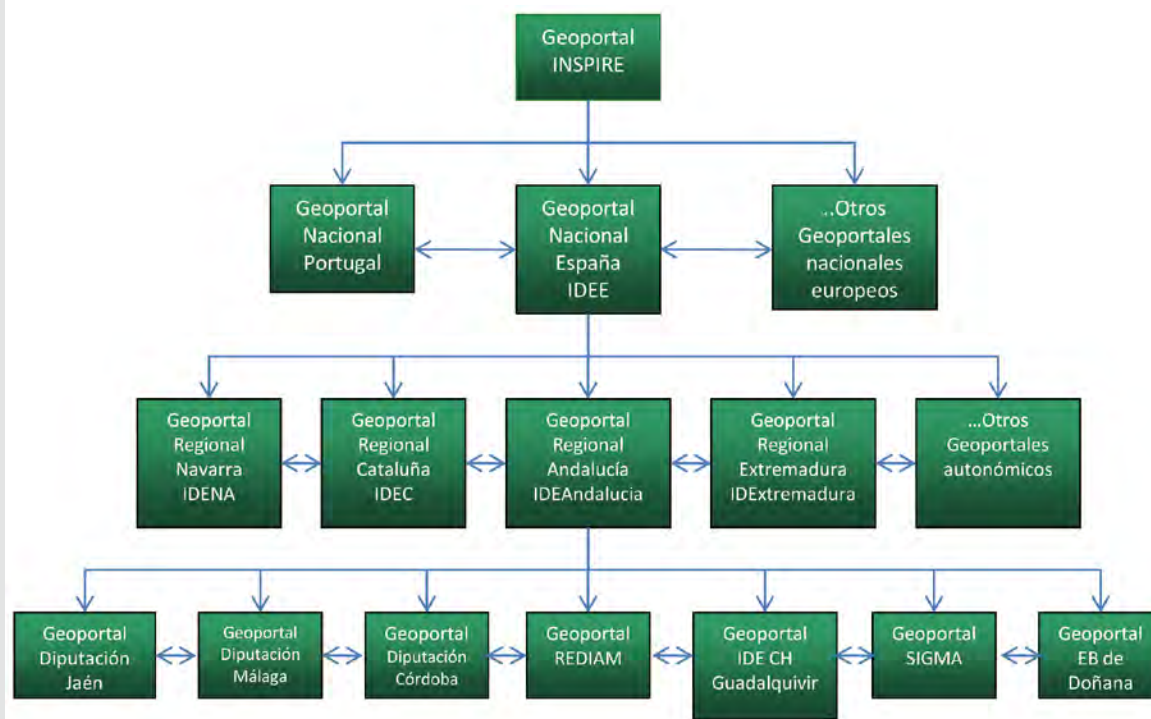 Geoportal
INSPIRE
Geoportal
Nacional
Portugal
Geoportal
Nacional
España
IDEE
...Otros
Geoportales
nacionales
europeos
Geoportal
Regional
Navarra
IDENA
Geoportal
Regional
Cataluña
IDEC
Geoportal
Regional
Andalucía
IDEAndalucia
Geoportal
Regional
Extremadura
IDExtremadura
...Otros
Geoportales
autonómicos
Geoportal
Diputación
Jaén
Geoportal
Diputación
Málaga
Geoportal
Diputación
Córdoba
Geoportal
REDIAM
Geoportal
IDE CH
Guadalquivir
Geoportal
SIGMA
Geoportal
EB de
Doñana